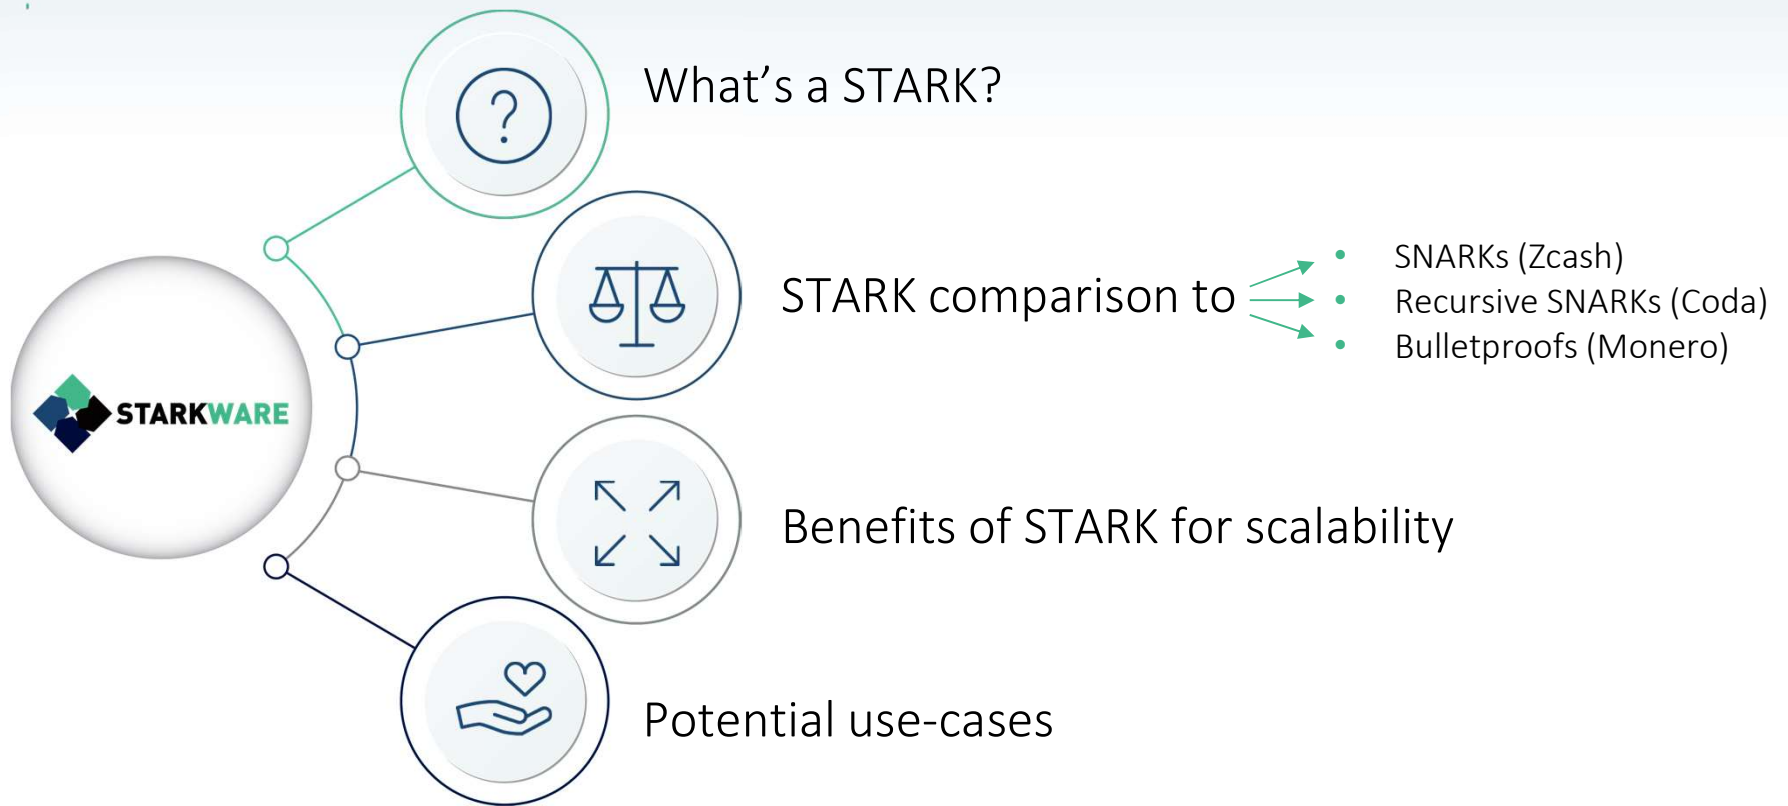 What's a STARK?
STARK comparison to
• SNARKs (Zcash)
• Recursive SNARKs (Coda)
• Bulletproofs (Monero)
STARKWARE
Benefits of STARK for scalability
Potential use-cases